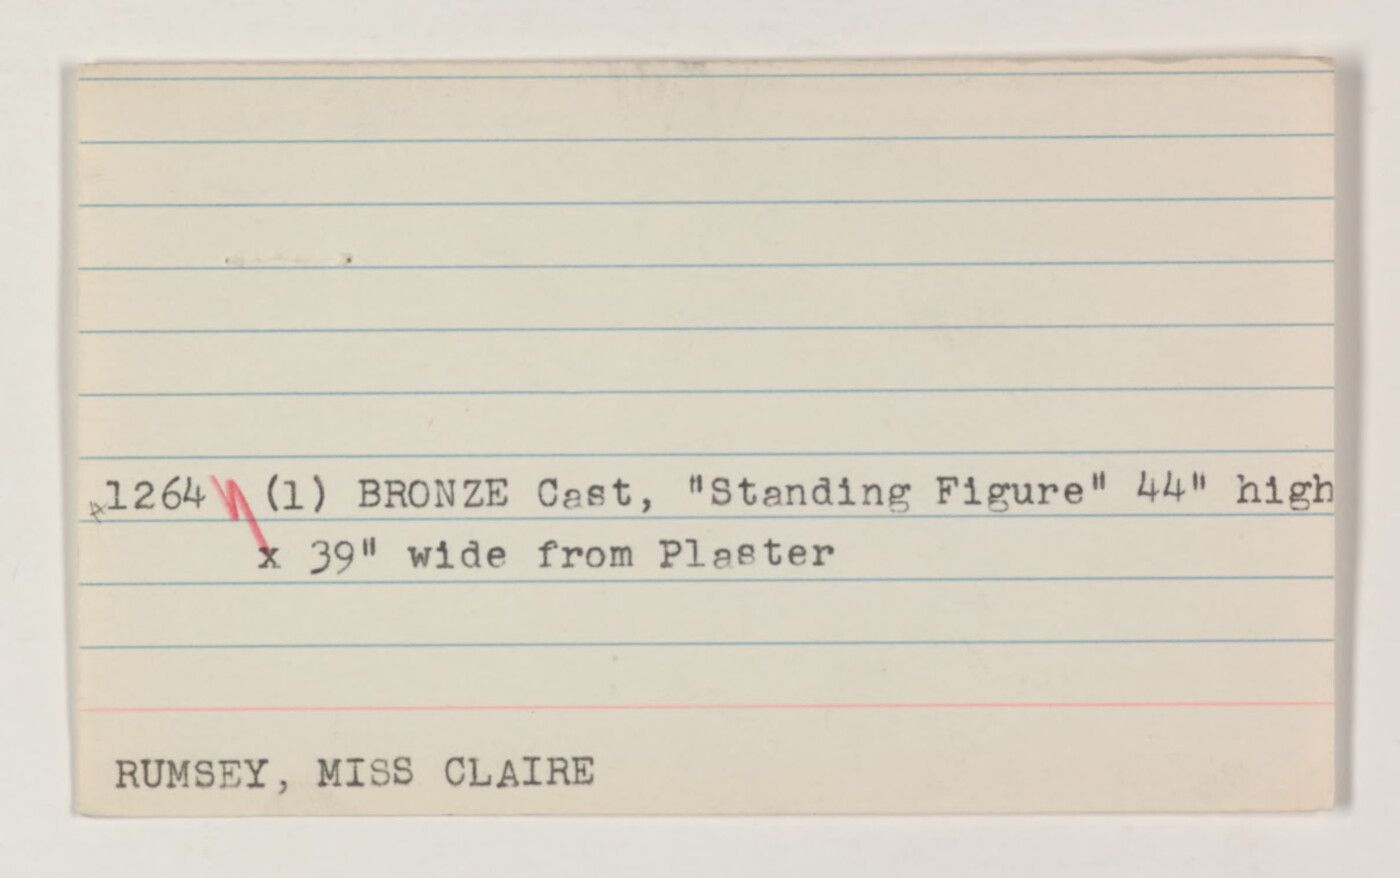 1264 (1) BRONZE Cast, "Standing Figure" 44" high
x 39" wide from Plaster
RUMSEY, MISS CLAIRE